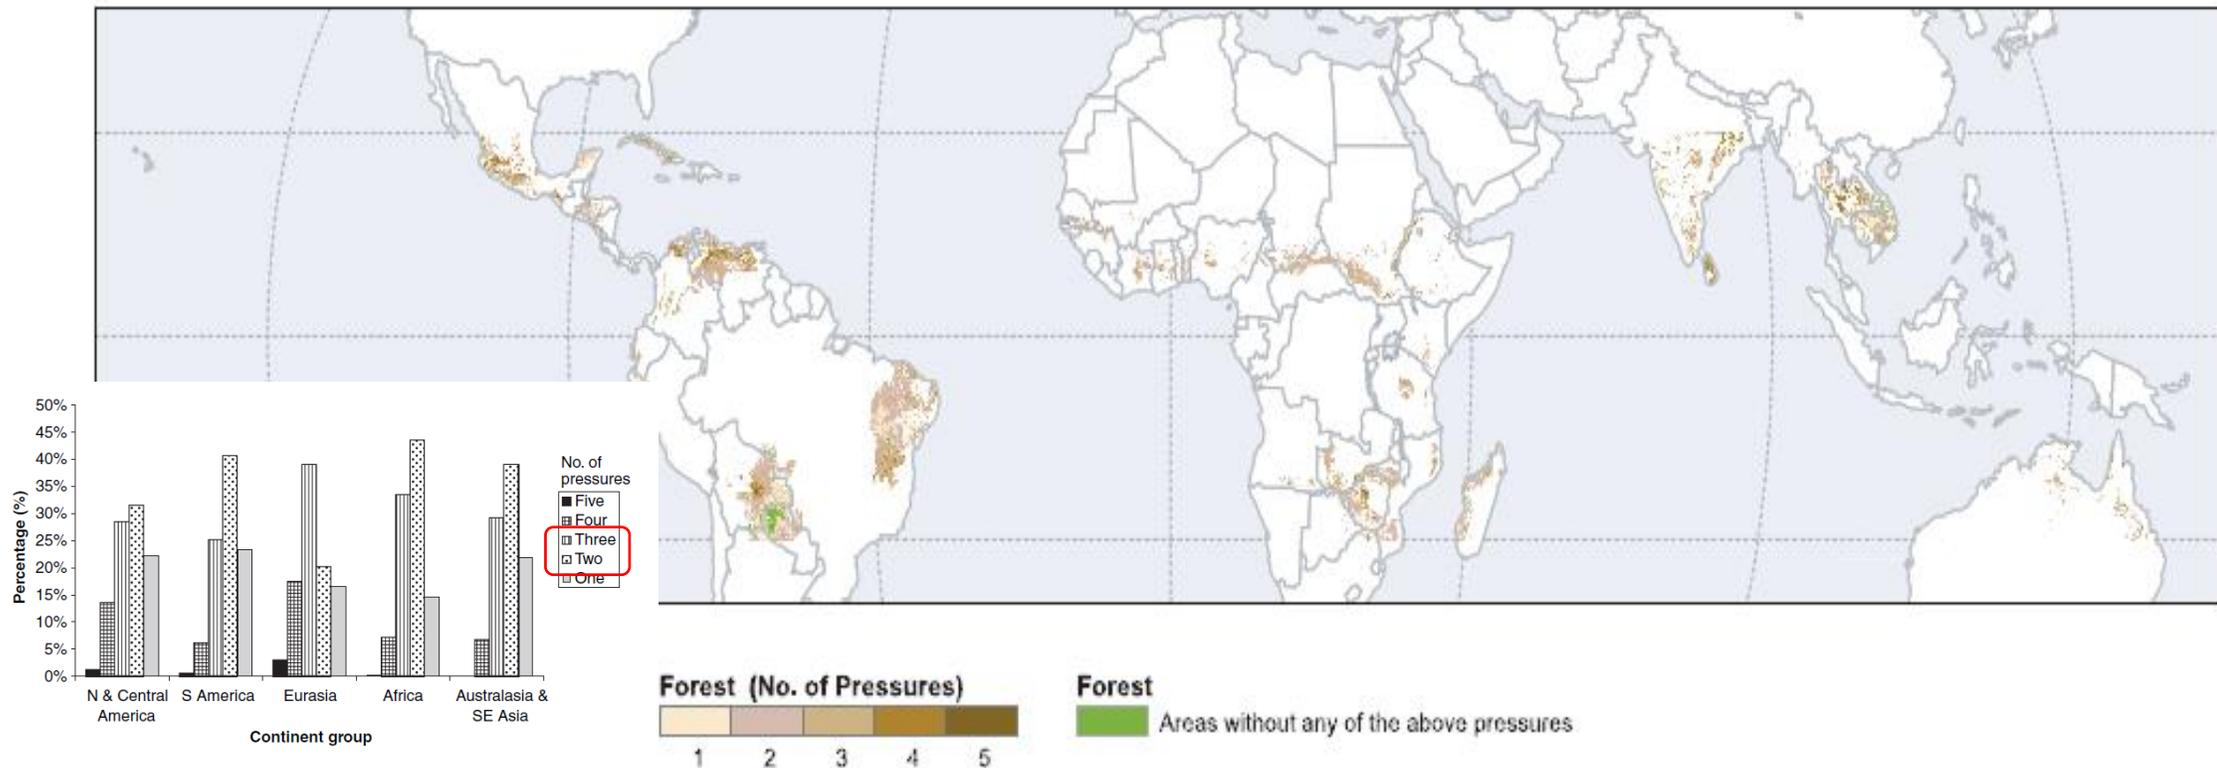 50%
45%
40%
35%
30%
25%
20%
15%
10%
5%
0%
Percentage (%)
N & Central America
S America
Eurasia
Africa
Australasia & SE Asia
Continent group
No. of
pressures
Five
Four
Three
Two
One
Forest (No. of Pressures)
1 2 3 4 5
Forest
Areas without any of the above pressures